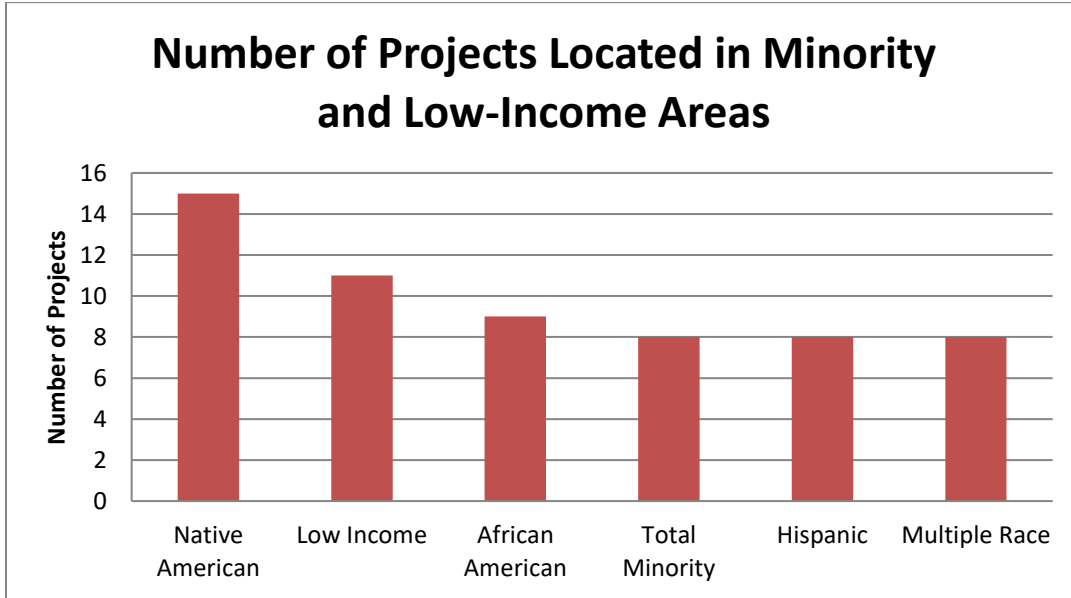 Number of Projects Located in Minority
and Low-Income Areas
Number of Projects
16
14
12
10
8
6
4
2
0
Native
American
Low Income
African
American
Total
Minority
Hispanic
Multiple Race